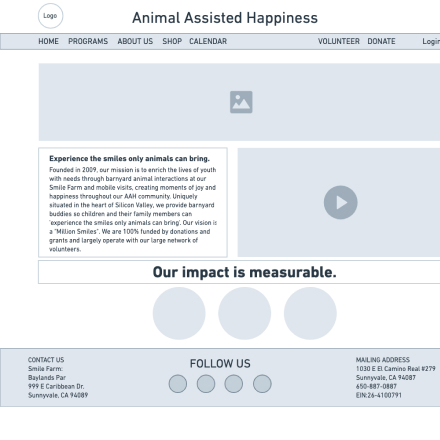 Logo
Animal Assisted Happiness
HOME PROGRAMS ABOUT US SHOP CALENDAR VOLUNTEER DONATE Login
Experience the smiles only animals can bring.
Founded in 2009, our mission is to enrich the lives of youth
with needs through barnyard animal interactions at our
Smile Farm and mobile visits, creating moments of joy and
happiness throughout our AAH community. Uniquely
situated in the heart of Silicon Valley, we provide barnyard
buddies so children and their family members can
'experience the smiles only animals can bring'. Our vision is
a "Million Smiles". We are 100% funded by donations and
grants and largely operate with our large network of
volunteers.
Our impact is measurable.
CONTACT US
Smile Farm:
Baylands Par
999 E Caribbean Dr.
Sunnyvale, CA 94089
FOLLOW US
MAILING ADDRESS
1030 E El Camino Real #279
Sunnyvale, CA 94087
650-887-0887
EIN:26-4100791